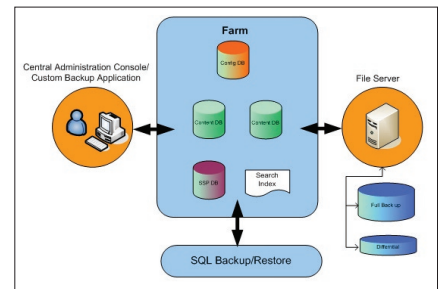 Farm
Config DB
Central Administration Console/
Custom Backup Application
File Server
Content DB
Content DB
SSP DB
Search
Index
Full Back up
Differntial
SQL Backup/Restore